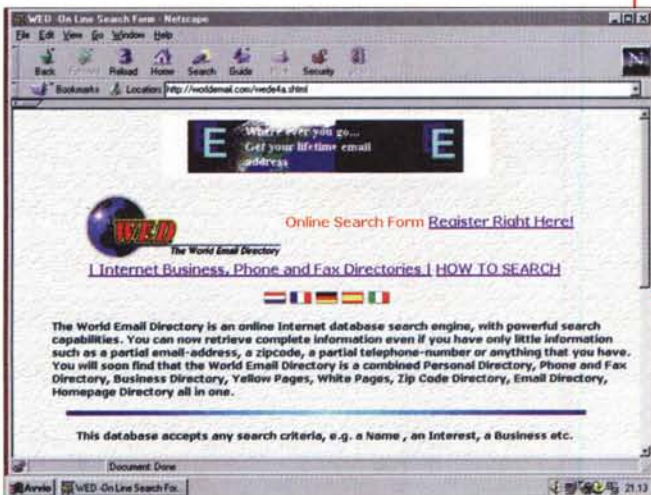 WED -On Line Search Form - Netscape
File Edit View Go Window Help
Back Forward Reload Home Search Guide Print Security
Bookmarks Location: http://worldemail.com/wede4a.shtml
E
Where ever you go...
Get your lifetime email
address
E
WED
The World Email Directory
Online Search Form Register Right Here!
| Internet Business, Phone and Fax Directories | HOW TO SEARCH
The World Email Directory is an online Internet database search engine, with powerful search
capabilities. You can now retrieve complete information even if you have only little information
such as a partial email-address, a zipcode, a partial telephone-number or anything that you have.
You will soon find that the World Email Directory is a combined Personal Directory, Phone and Fax
Directory, Business Directory, Yellow Pages, White Pages, Zip Code Directory, Email Directory,
Homepage Directory all in one.
This database accepts any search criteria, e.g. a Name , an Interest, a Business etc.
Document: Done
Avvio WED -On Line Search For... 21.13